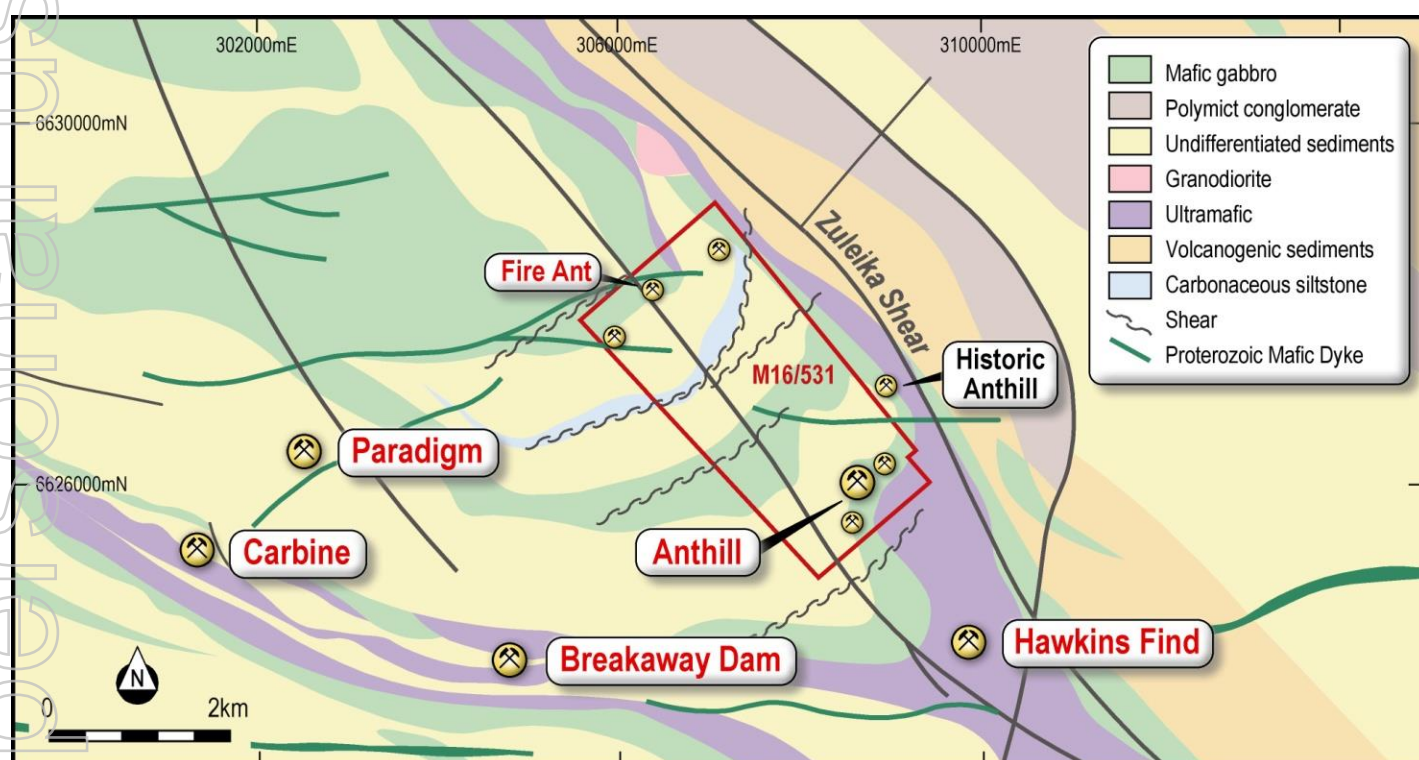 302000mE
306000mE
310000mE
6630000mN
6626000mN
Mafic gabbro
Polymict conglomerate
Undifferentiated sediments
Granodiorite
Ultramafic
Volcanogenic sediments
Carbonaceous siltstone
Shear
Proterozoic Mafic Dyke
Zuleika Shear
Fire Ant
M16/531
Historic
Anthill
Paradigm
Carbine
Anthill
Breakaway Dam
Hawkins Find
N
0
2km
personal us